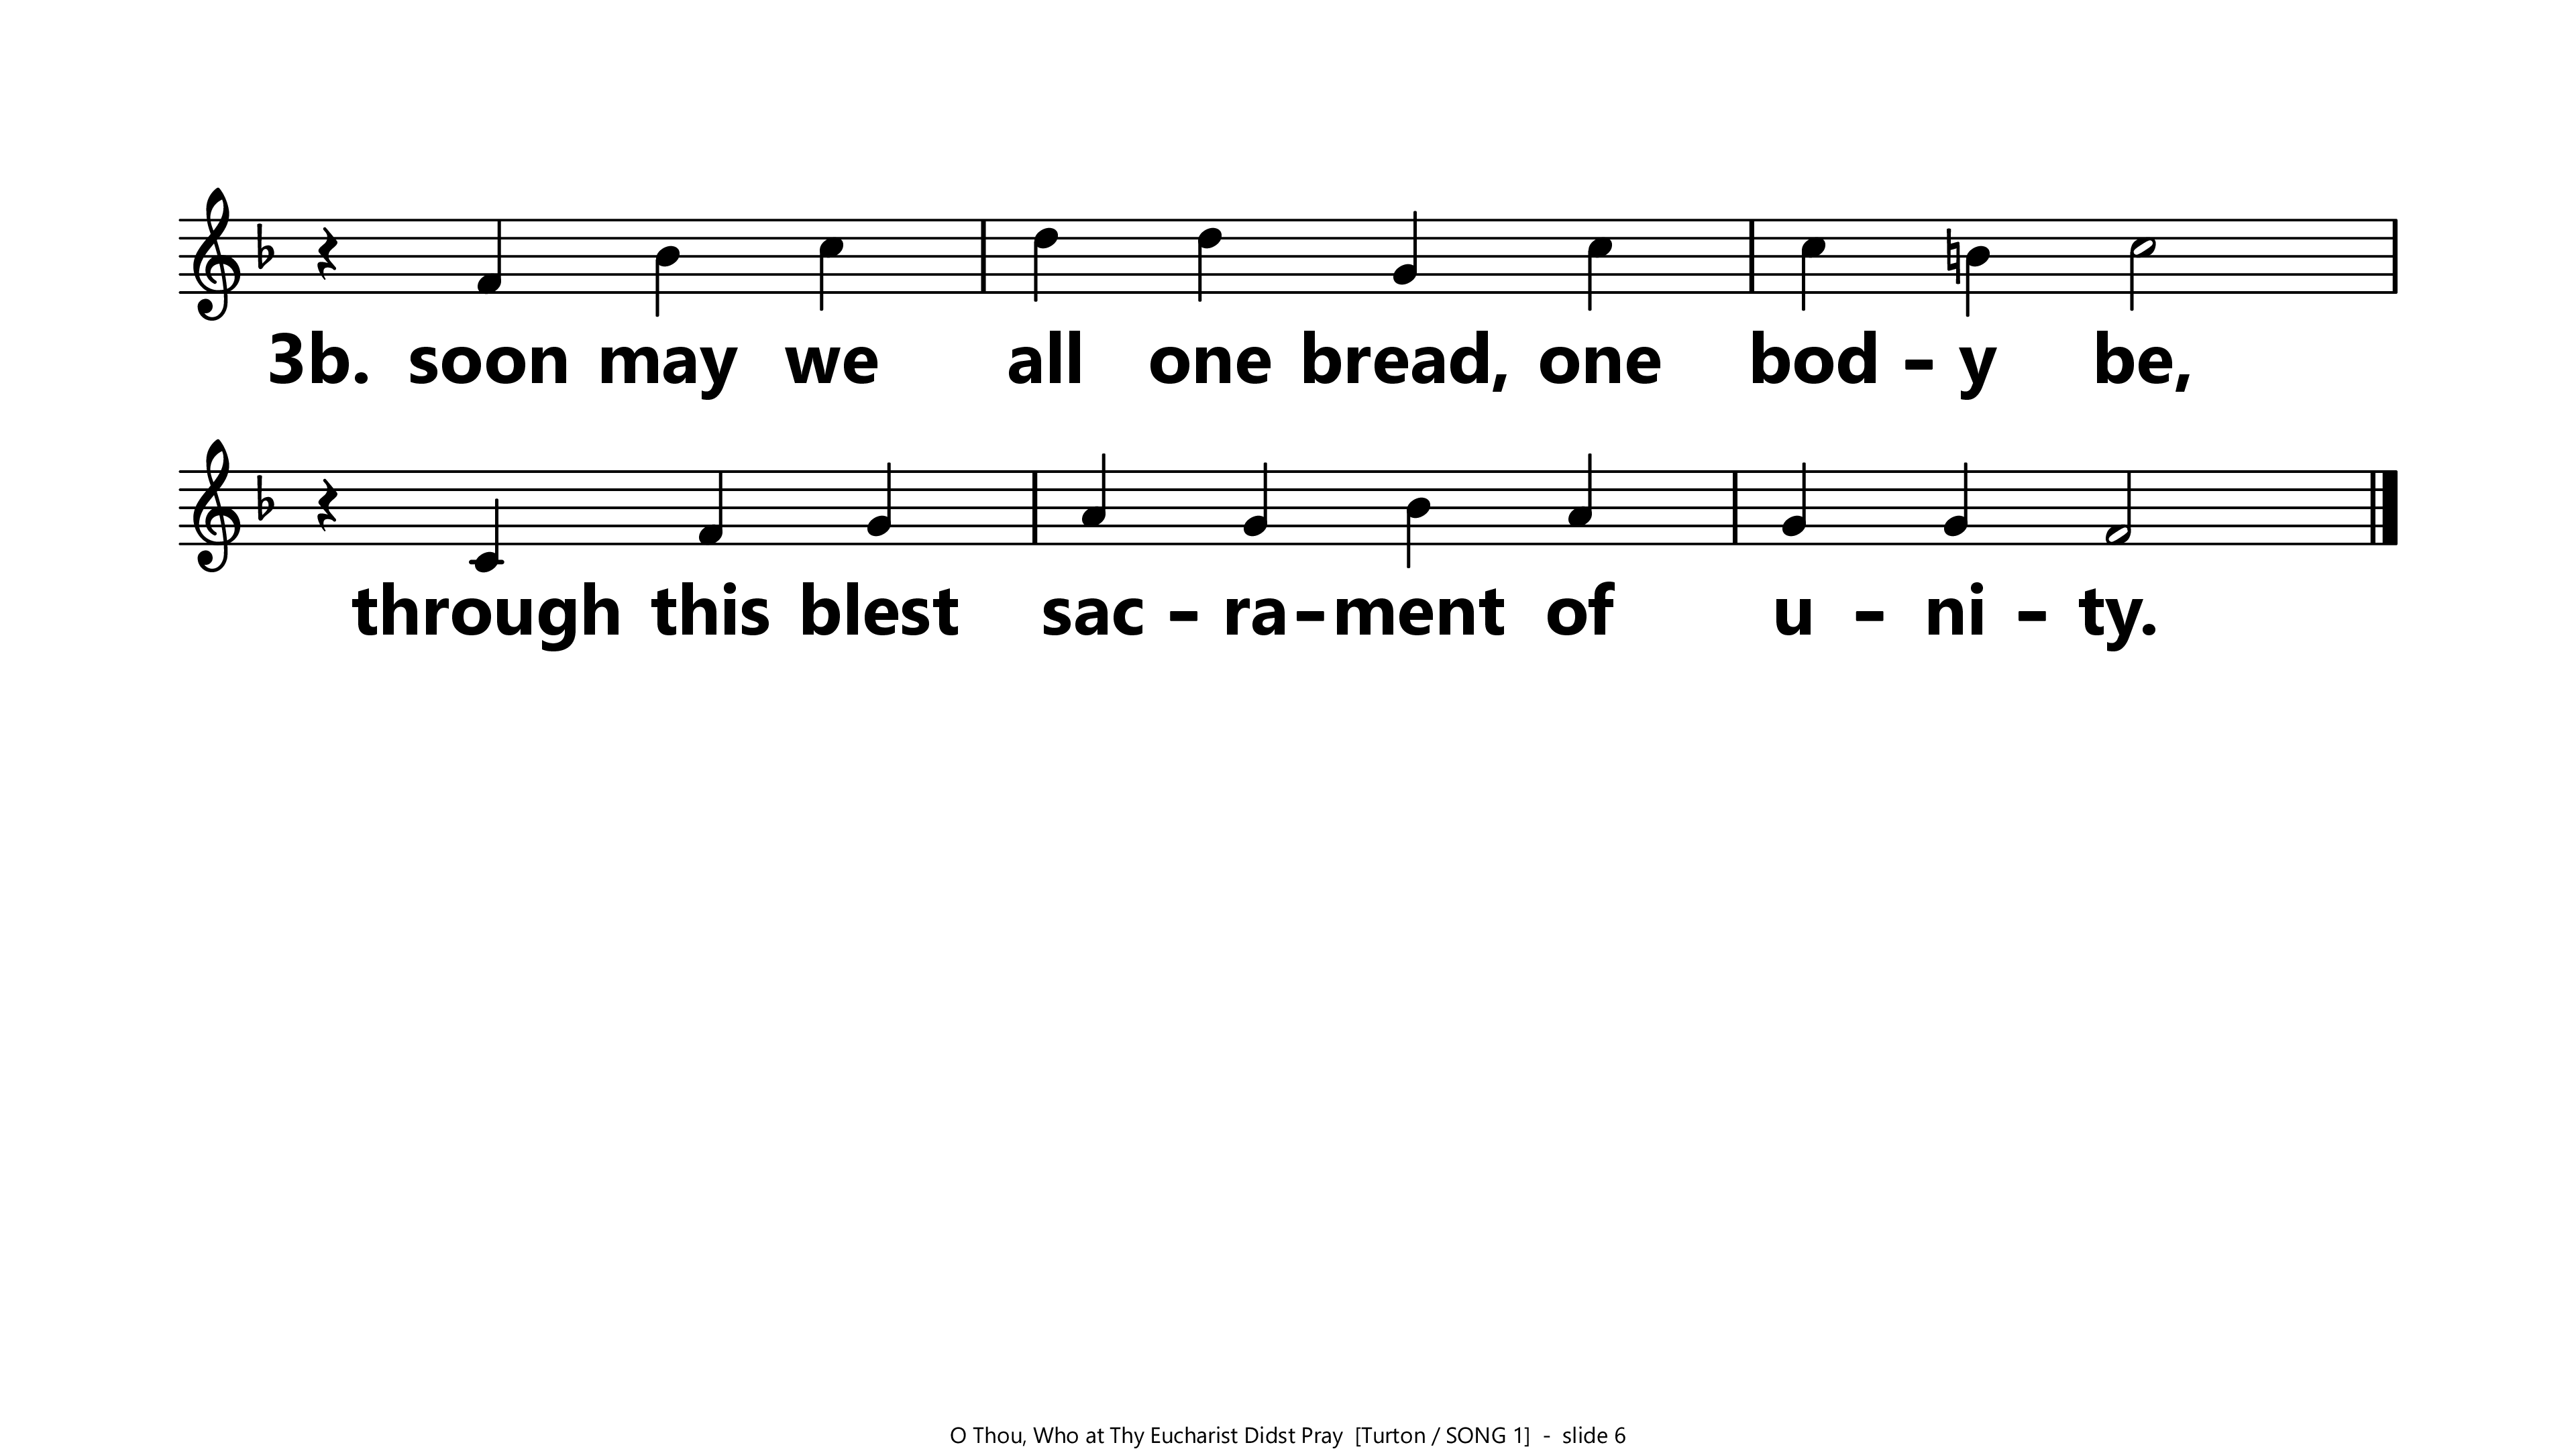 3b. soon may we all one bread, one bod - y be,
through this blest sac - ra - ment of u - ni - ty.
O Thou, Who at Thy Eucharist Didst Pray [Turton / SONG 1] - slide 6